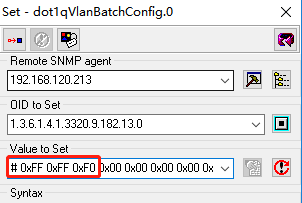 Set - dot1qVlanBatchConfig.0
Remote SNMP agent
192.168.120.213
OID to Set
1.3.6.1.4.1.3320.9.182.13.0
Value to Set
# 0xFF 0xFF 0xF0 0x00 0x00 0x00 0x00 0x
Syntax